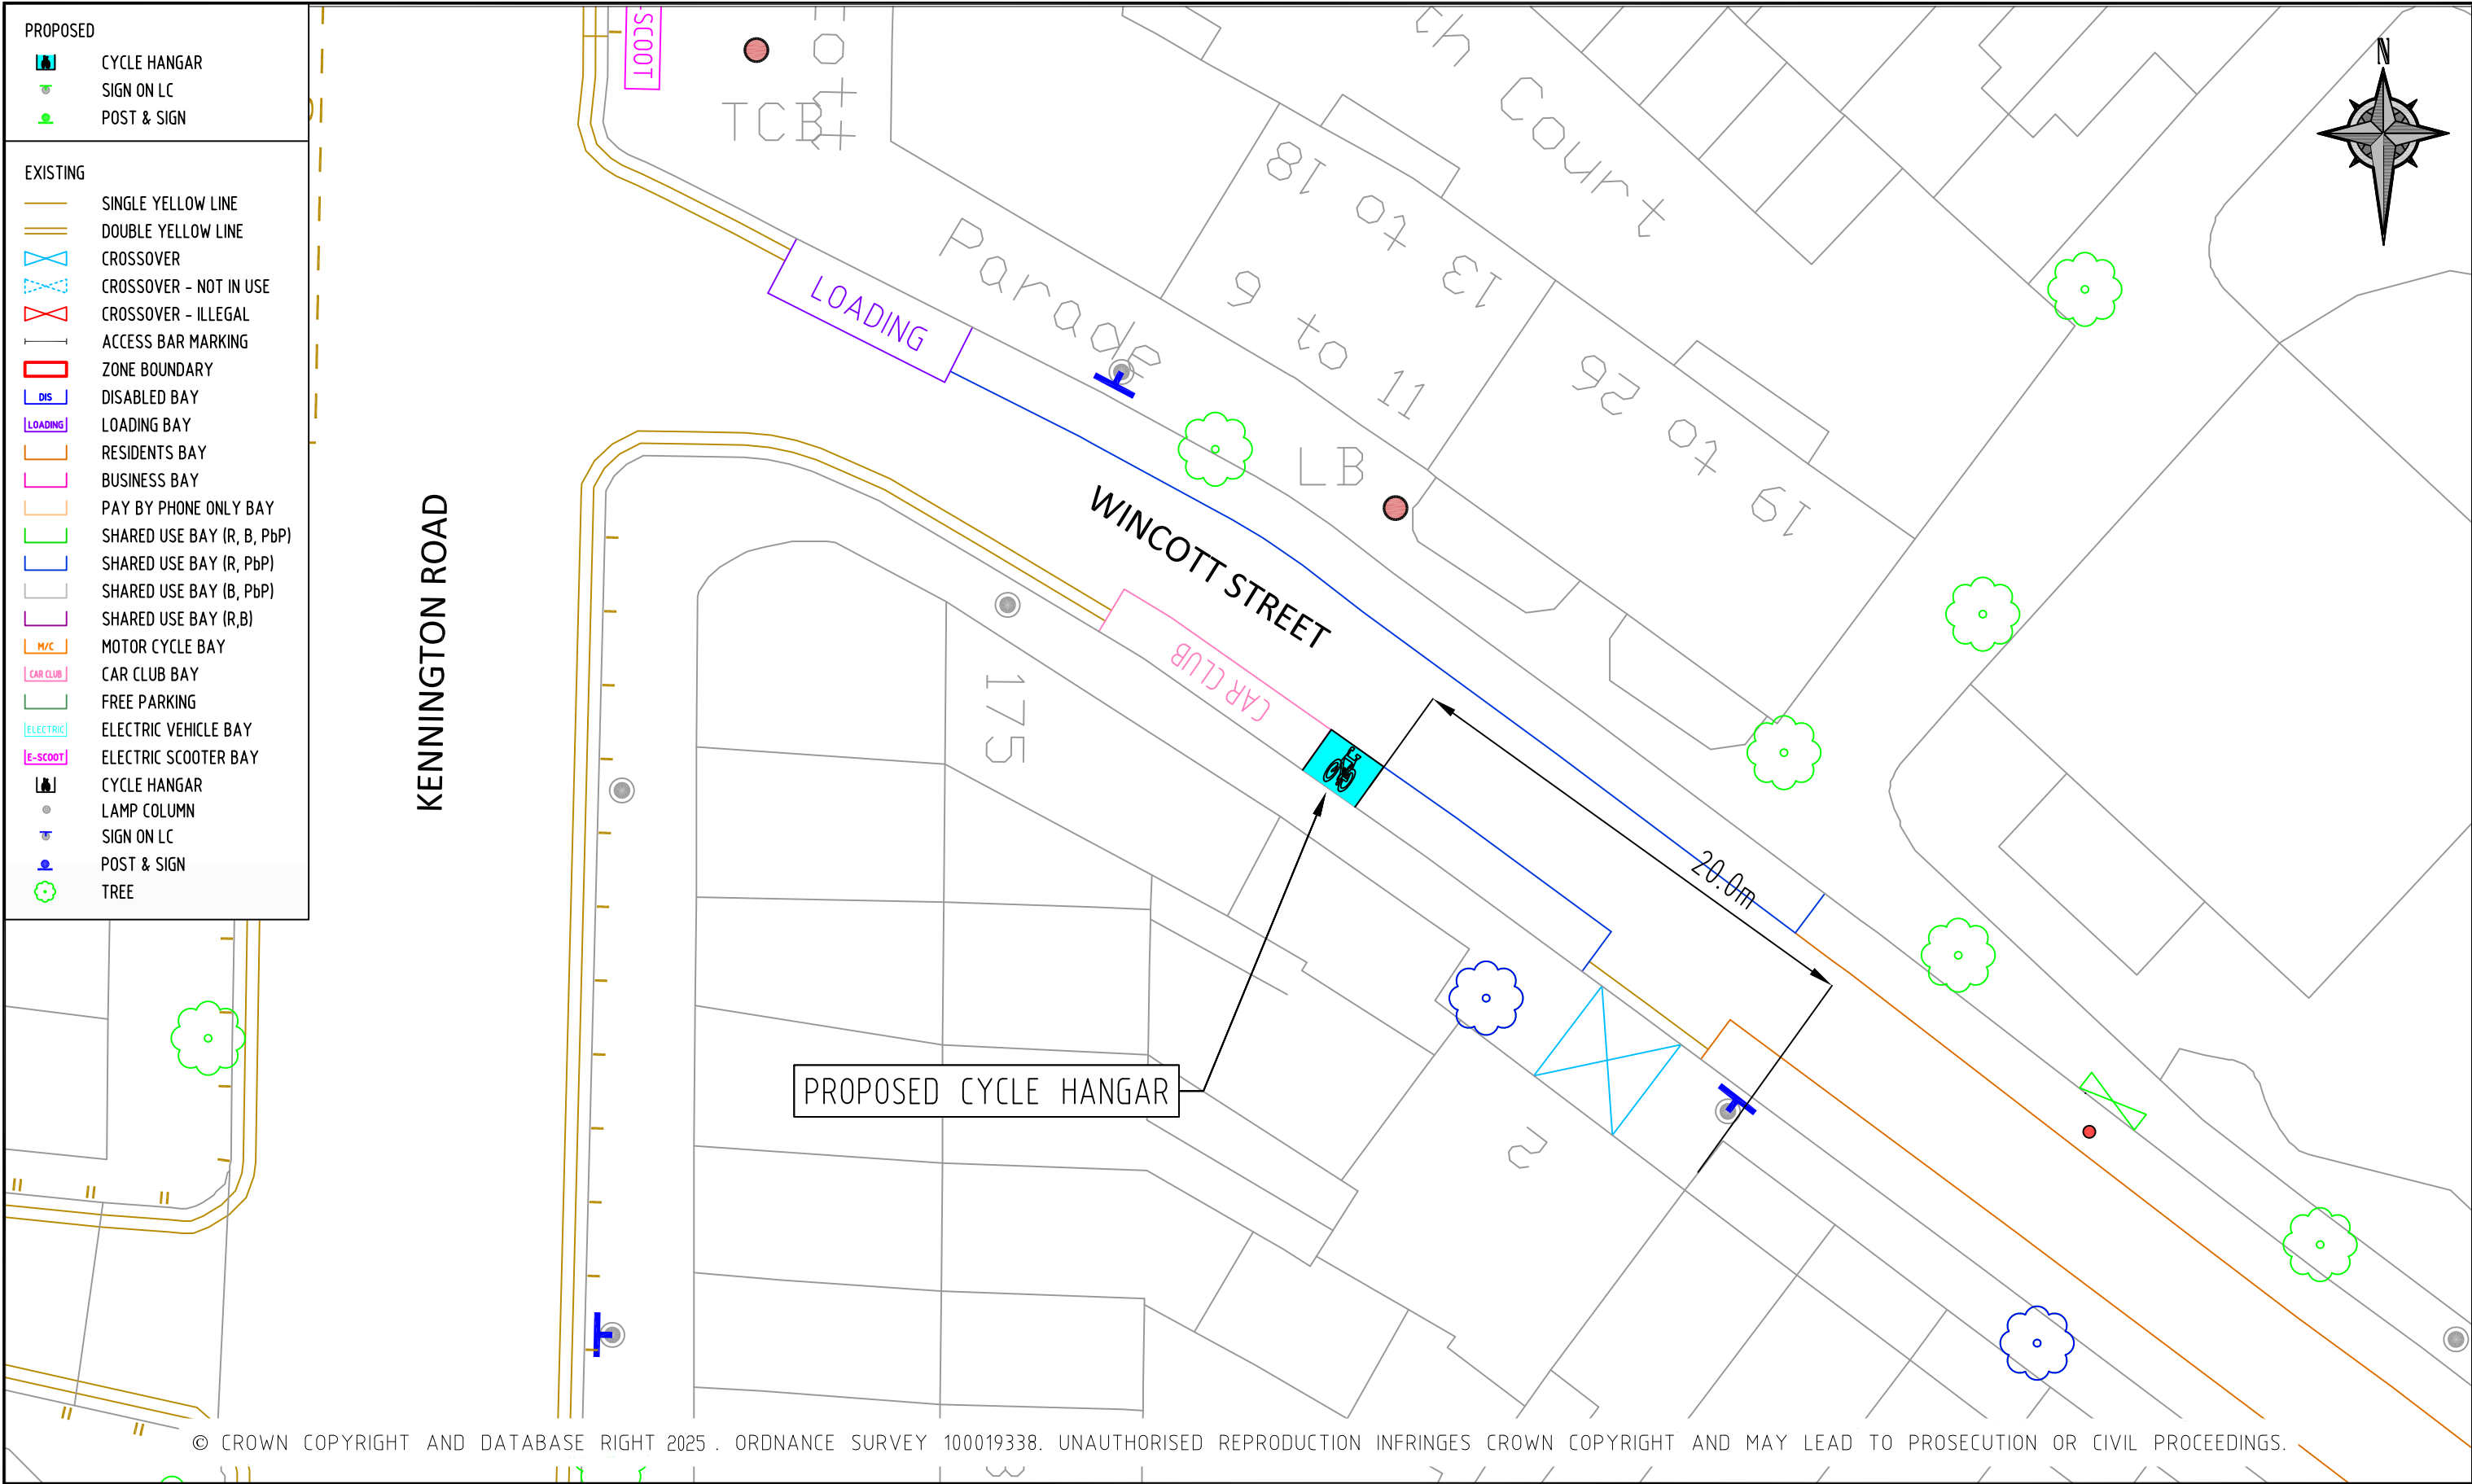 PROPOSED
CYCLE HANGAR
SIGN ON LC
POST & SIGN
EXISTING
SINGLE YELLOW LINE
DOUBLE YELLOW LINE
CROSSOVER
CROSSOVER - NOT IN USE
CROSSOVER - ILLEGAL
ACCESS BAR MARKING
ZONE BOUNDARY
DIS DISABLED BAY
LOADING LOADING BAY
RESIDENTS BAY
BUSINESS BAY
PAY BY PHONE ONLY BAY
SHARED USE BAY (R, B, PbP)
SHARED USE BAY (R, PbP)
SHARED USE BAY (B, PbP)
SHARED USE BAY (R,B)
M/C MOTOR CYCLE BAY
CAR CLUB CAR CLUB BAY
FREE PARKING
ELECTRIC ELECTRIC VEHICLE BAY
E-SCOOT ELECTRIC SCOOTER BAY
CYCLE HANGAR
LAMP COLUMN
SIGN ON LC
POST & SIGN
TREE
-SCOOT
TCB
Court
N
13 to 18
9 to 11
Parade
LOADING
19 to 26
LB
WINCOTT STREET
KENNINGTON ROAD
CAR CLUB
175
20.0m
PROPOSED CYCLE HANGAR
2
© CROWN COPYRIGHT AND DATABASE RIGHT 2025. ORDNANCE SURVEY 100019338. UNAUTHORISED REPRODUCTION INFRINGES CROWN COPYRIGHT AND MAY LEAD TO PROSECUTION OR CIVIL PROCEEDINGS.